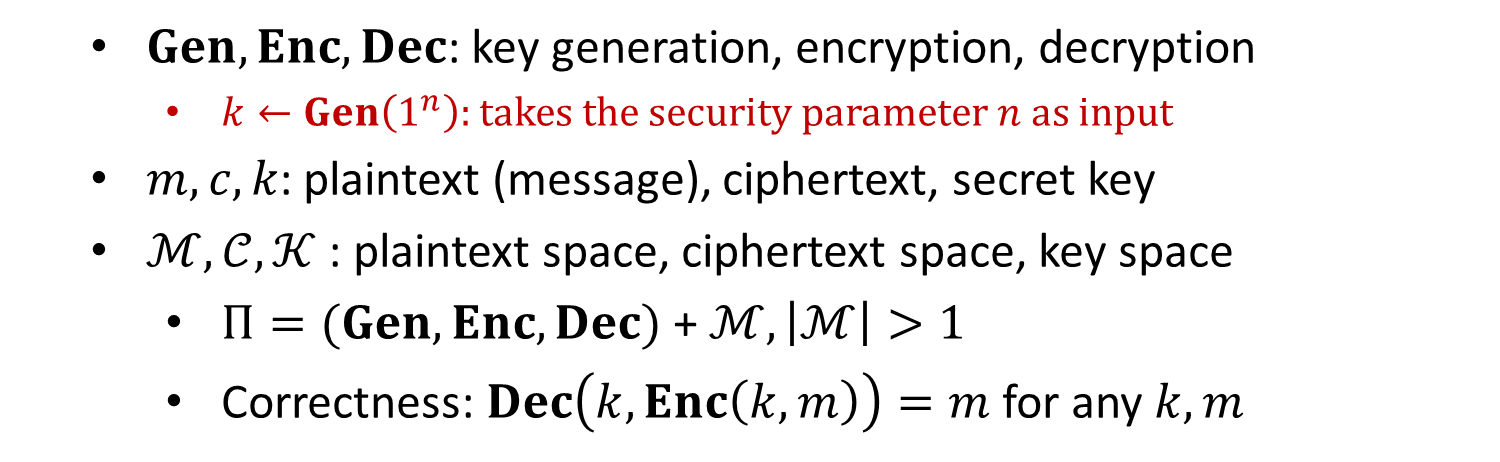 • Gen, Enc, Dec: key generation, encryption, decryption
• k ← Gen(1ⁿ): takes the security parameter n as input
• m, c, k: plaintext (message), ciphertext, secret key
• ℳ, 𝒞, 𝒦 : plaintext space, ciphertext space, key space
• Π = (Gen, Enc, Dec) + ℳ, |ℳ| > 1
• Correctness: Dec(k, Enc(k, m)) = m for any k, m